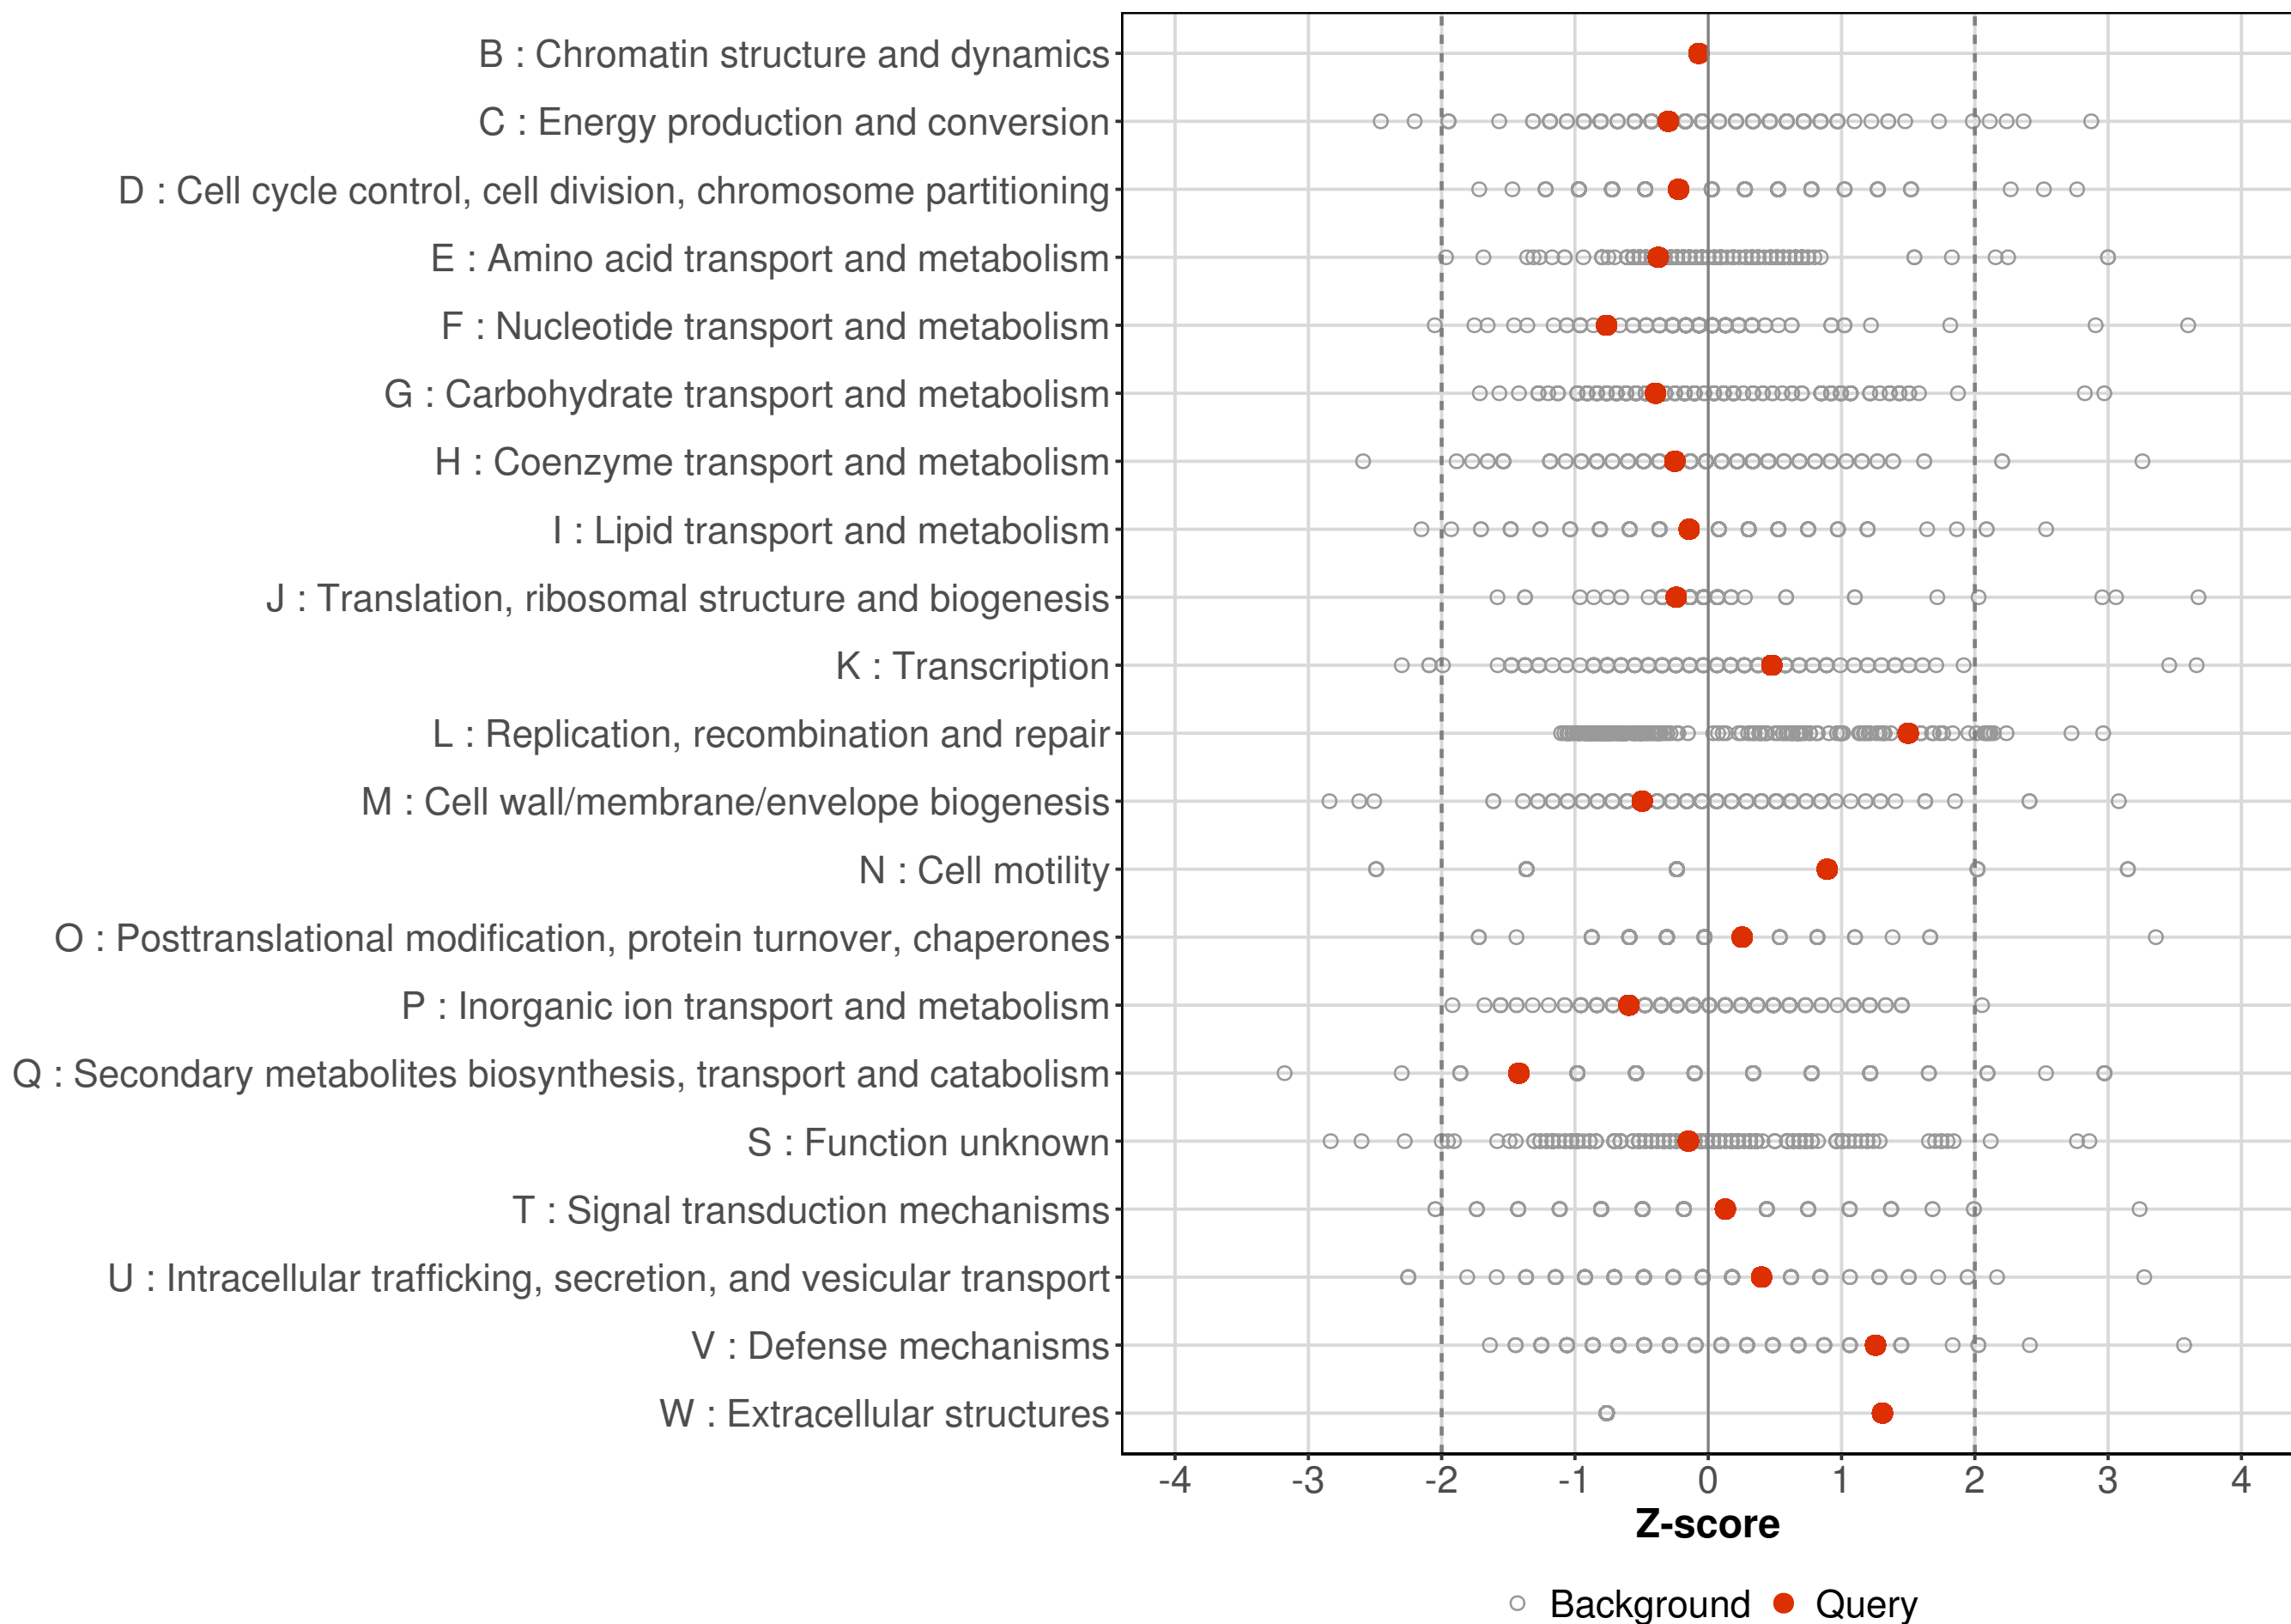 B : Chromatin structure and dynamics
C : Energy production and conversion
D : Cell cycle control, cell division, chromosome partitioning
E : Amino acid transport and metabolism
F : Nucleotide transport and metabolism
G : Carbohydrate transport and metabolism
H : Coenzyme transport and metabolism
I : Lipid transport and metabolism
J : Translation, ribosomal structure and biogenesis
K : Transcription
L : Replication, recombination and repair
M : Cell wall/membrane/envelope biogenesis
N : Cell motility
O : Posttranslational modification, protein turnover, chaperones
P : Inorganic ion transport and metabolism
Q : Secondary metabolites biosynthesis, transport and catabolism
S : Function unknown
T : Signal transduction mechanisms
U : Intracellular trafficking, secretion, and vesicular transport
V : Defense mechanisms
W : Extracellular structures
-4 -3 -2 -1 0 1 2 3 4
Z-score
Background Query